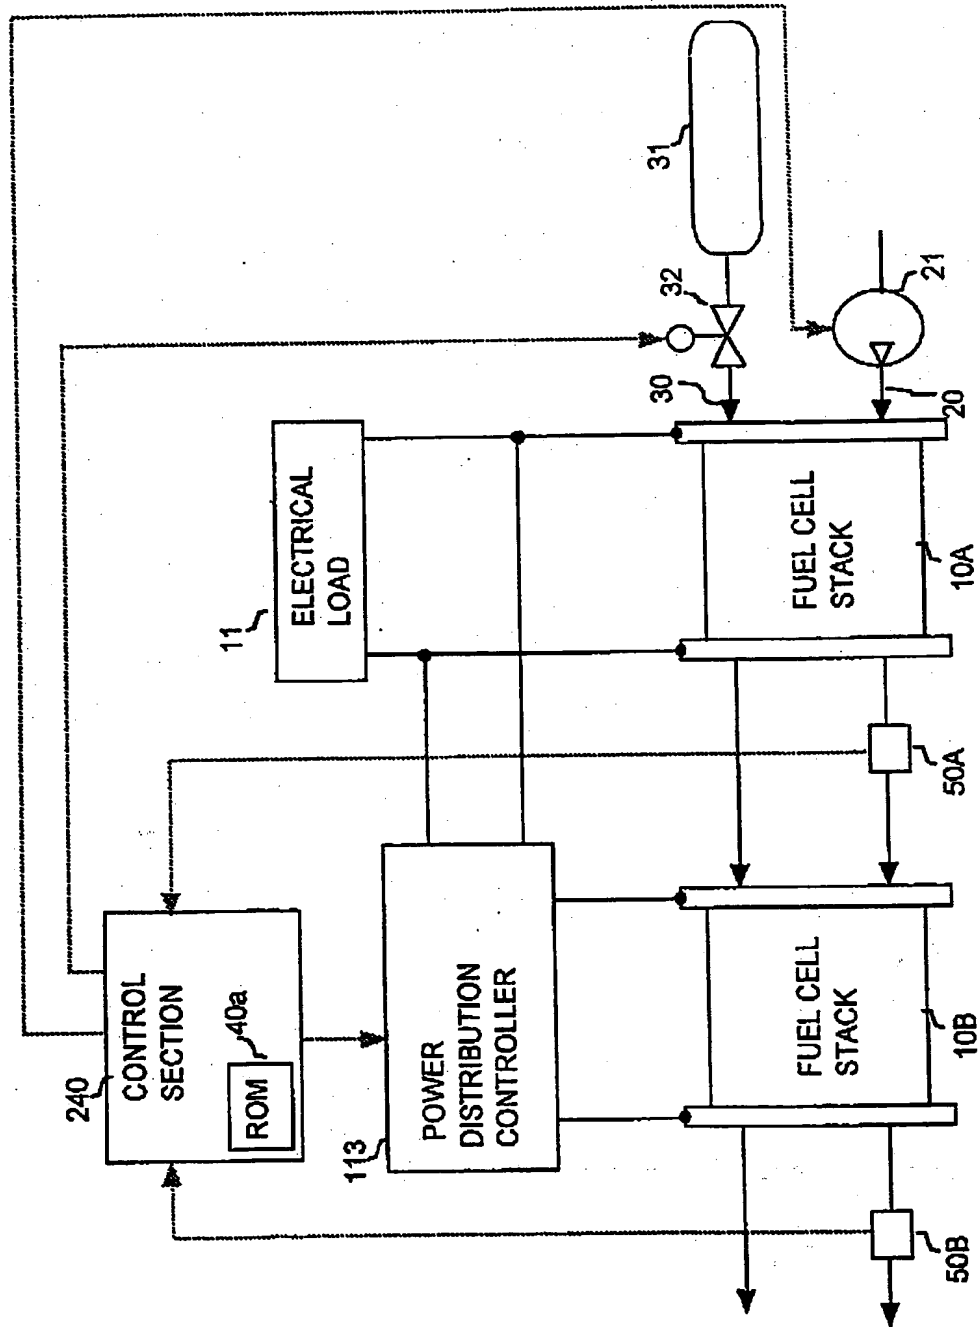 240
CONTROL
SECTION
40a
ROM
11
ELECTRICAL
LOAD
113
POWER
DISTRIBUTION
CONTROLLER
31
32
30
21
20
FUEL CELL
STACK
10A
50A
FUEL CELL
STACK
10B
50B